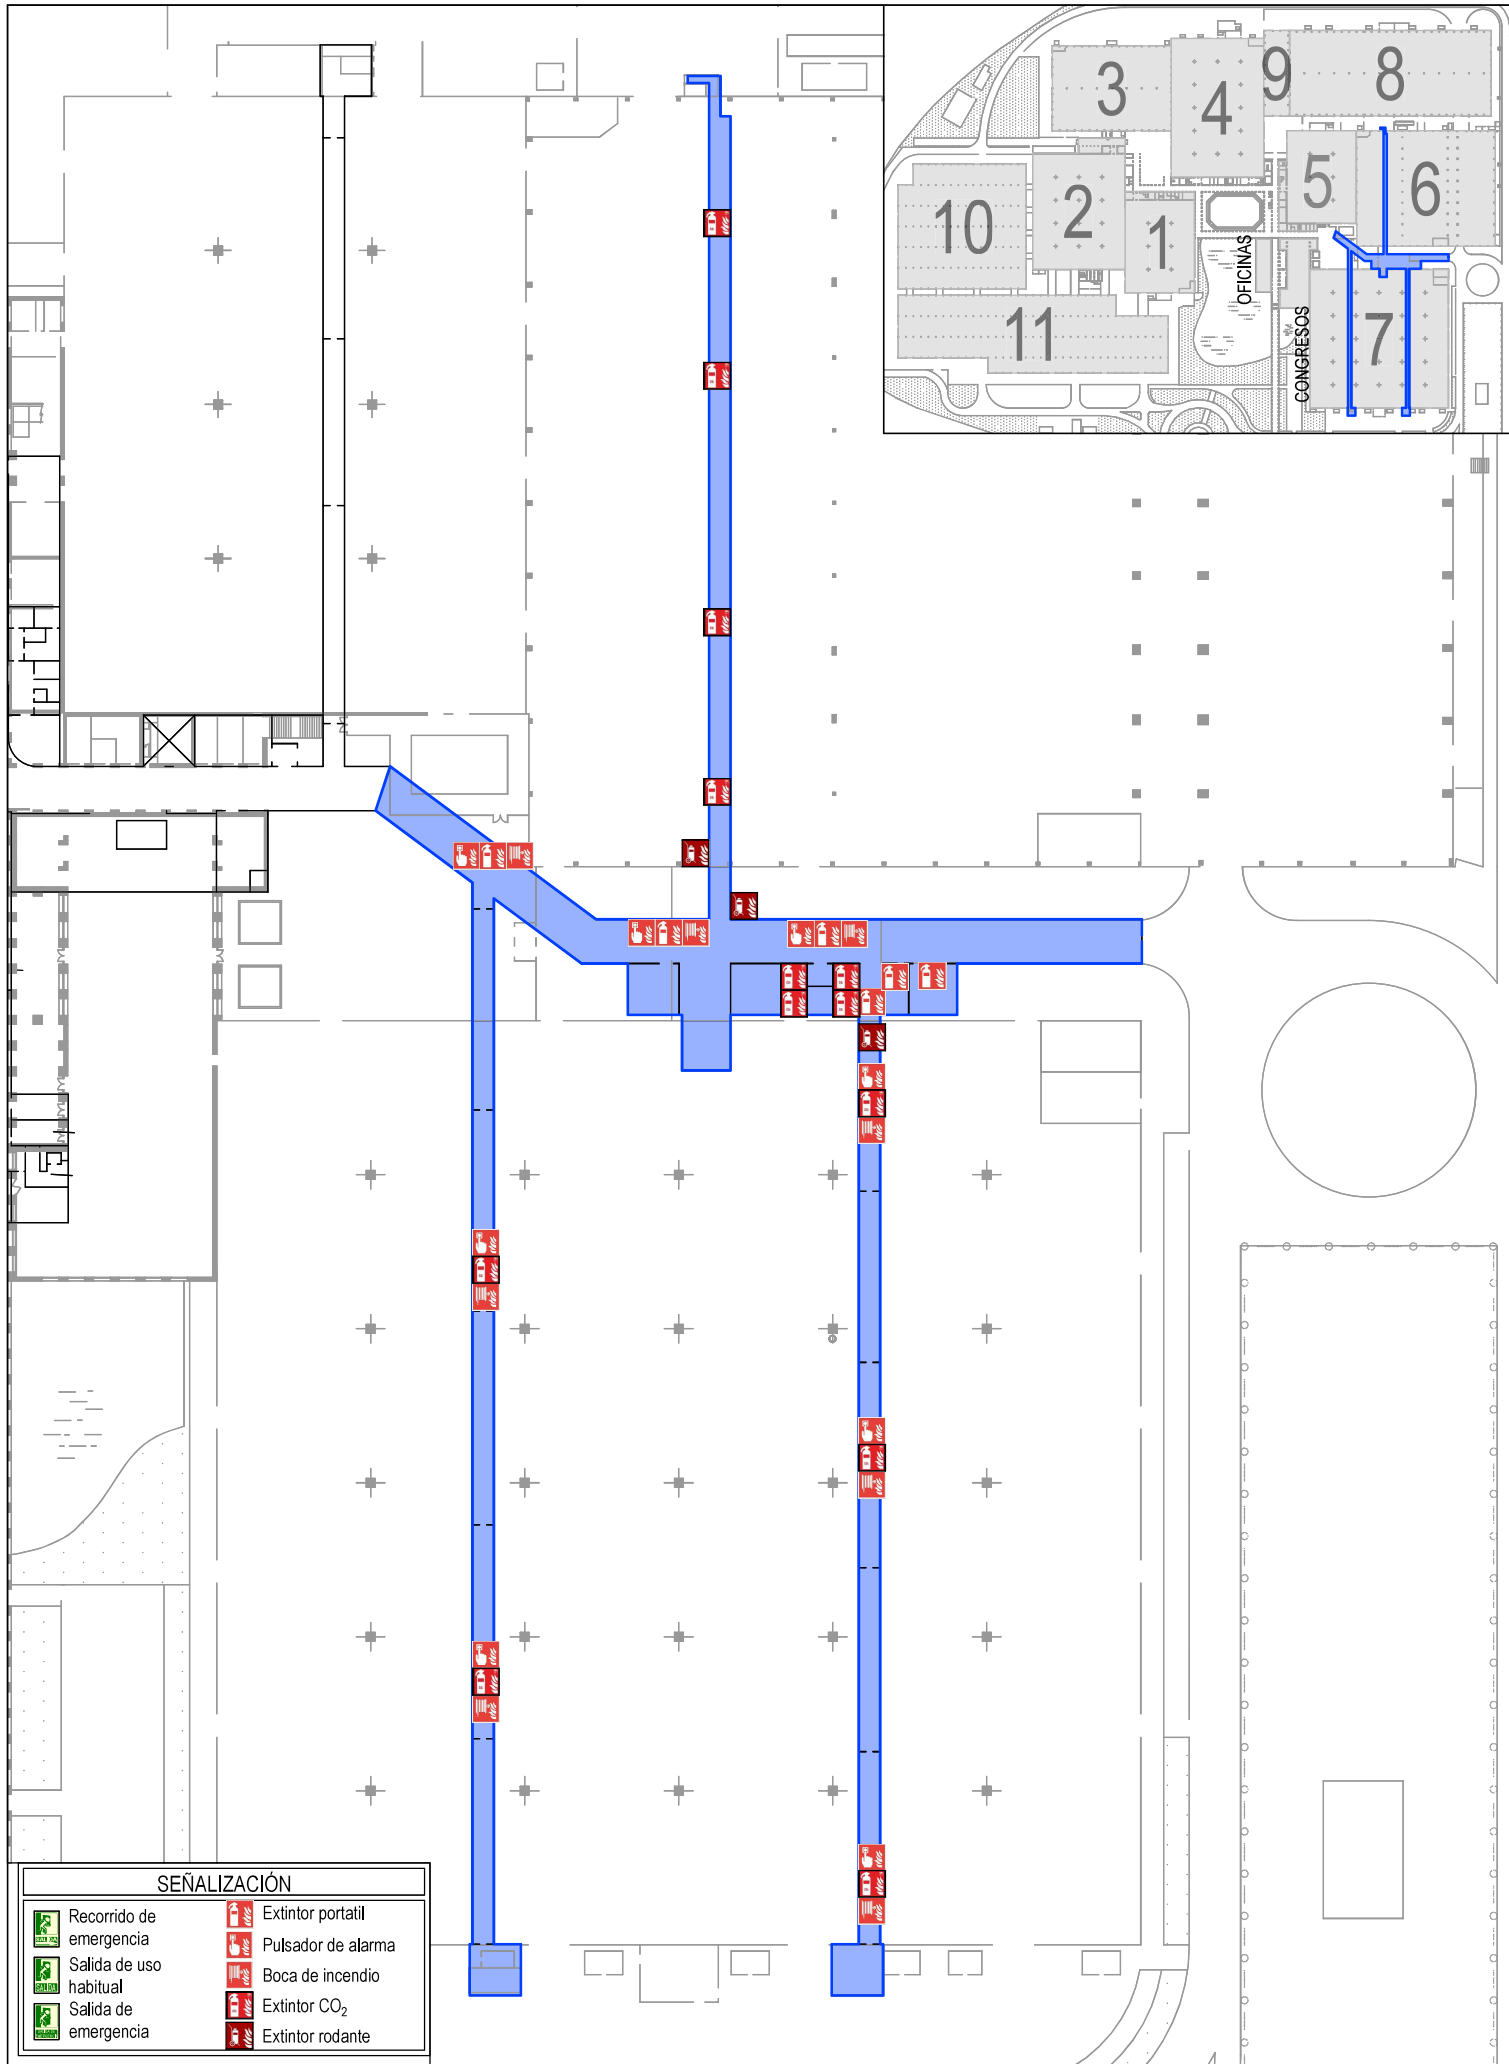 3
4
9
8
5
6
10
2
1
11
7
OFICINAS
CONGRESOS
SEÑALIZACIÓN
Recorrido de
emergencia
Salida de uso
habitual
Salida de
emergencia
Extintor portatil
Pulsador de alarma
Boca de incendio
Extintor CO₂
Extintor rodante
SALIDA